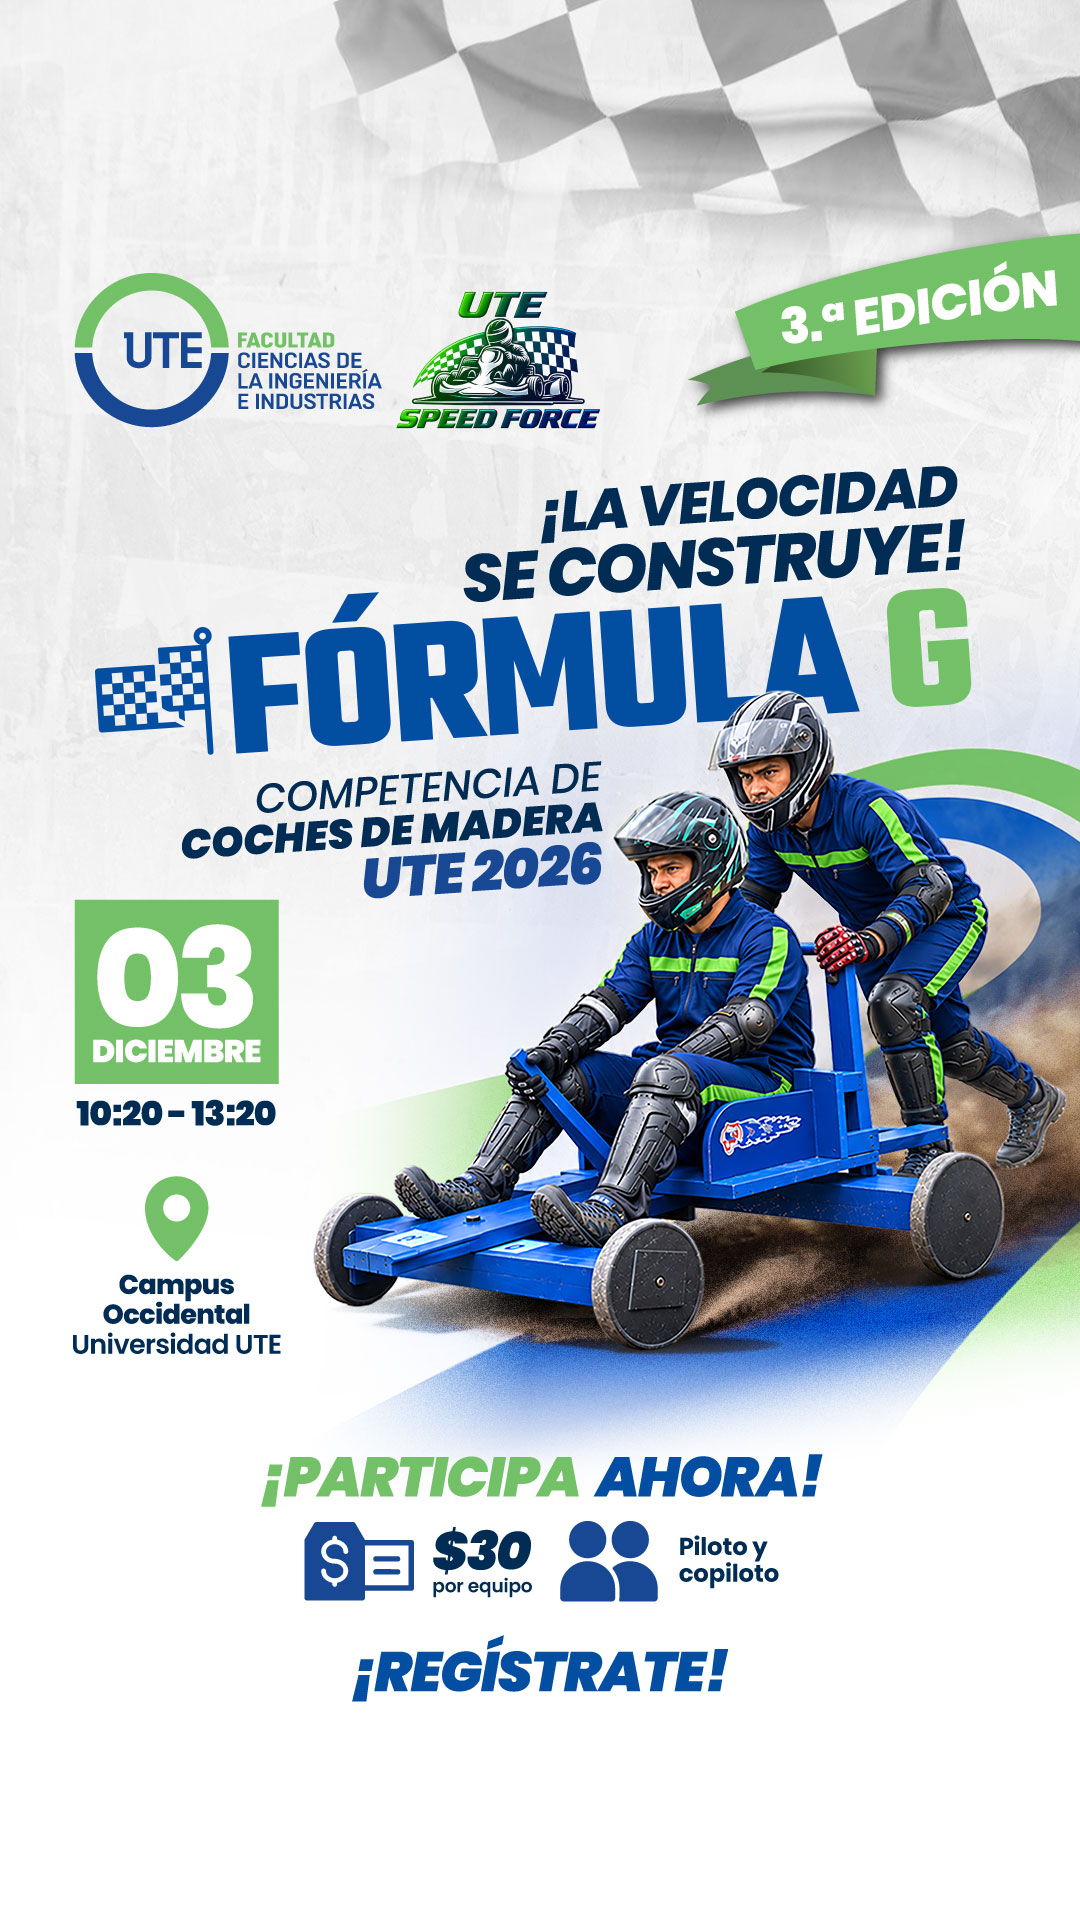 3.ª EDICIÓN
UTE
FACULTAD
CIENCIAS DE
LA INGENIERÍA
E INDUSTRIAS
UTE
SPEED FORCE
¡LA VELOCIDAD
SE CONSTRUYE!
FÓRMULA G
COMPETENCIA DE
COCHES DE MADERA
UTE 2026
03
DICIEMBRE
10:20 - 13:20
Campus
Occidental
Universidad UTE
¡PARTICIPA AHORA!
$
$30
por equipo
Piloto y
copiloto
¡REGÍSTRATE!